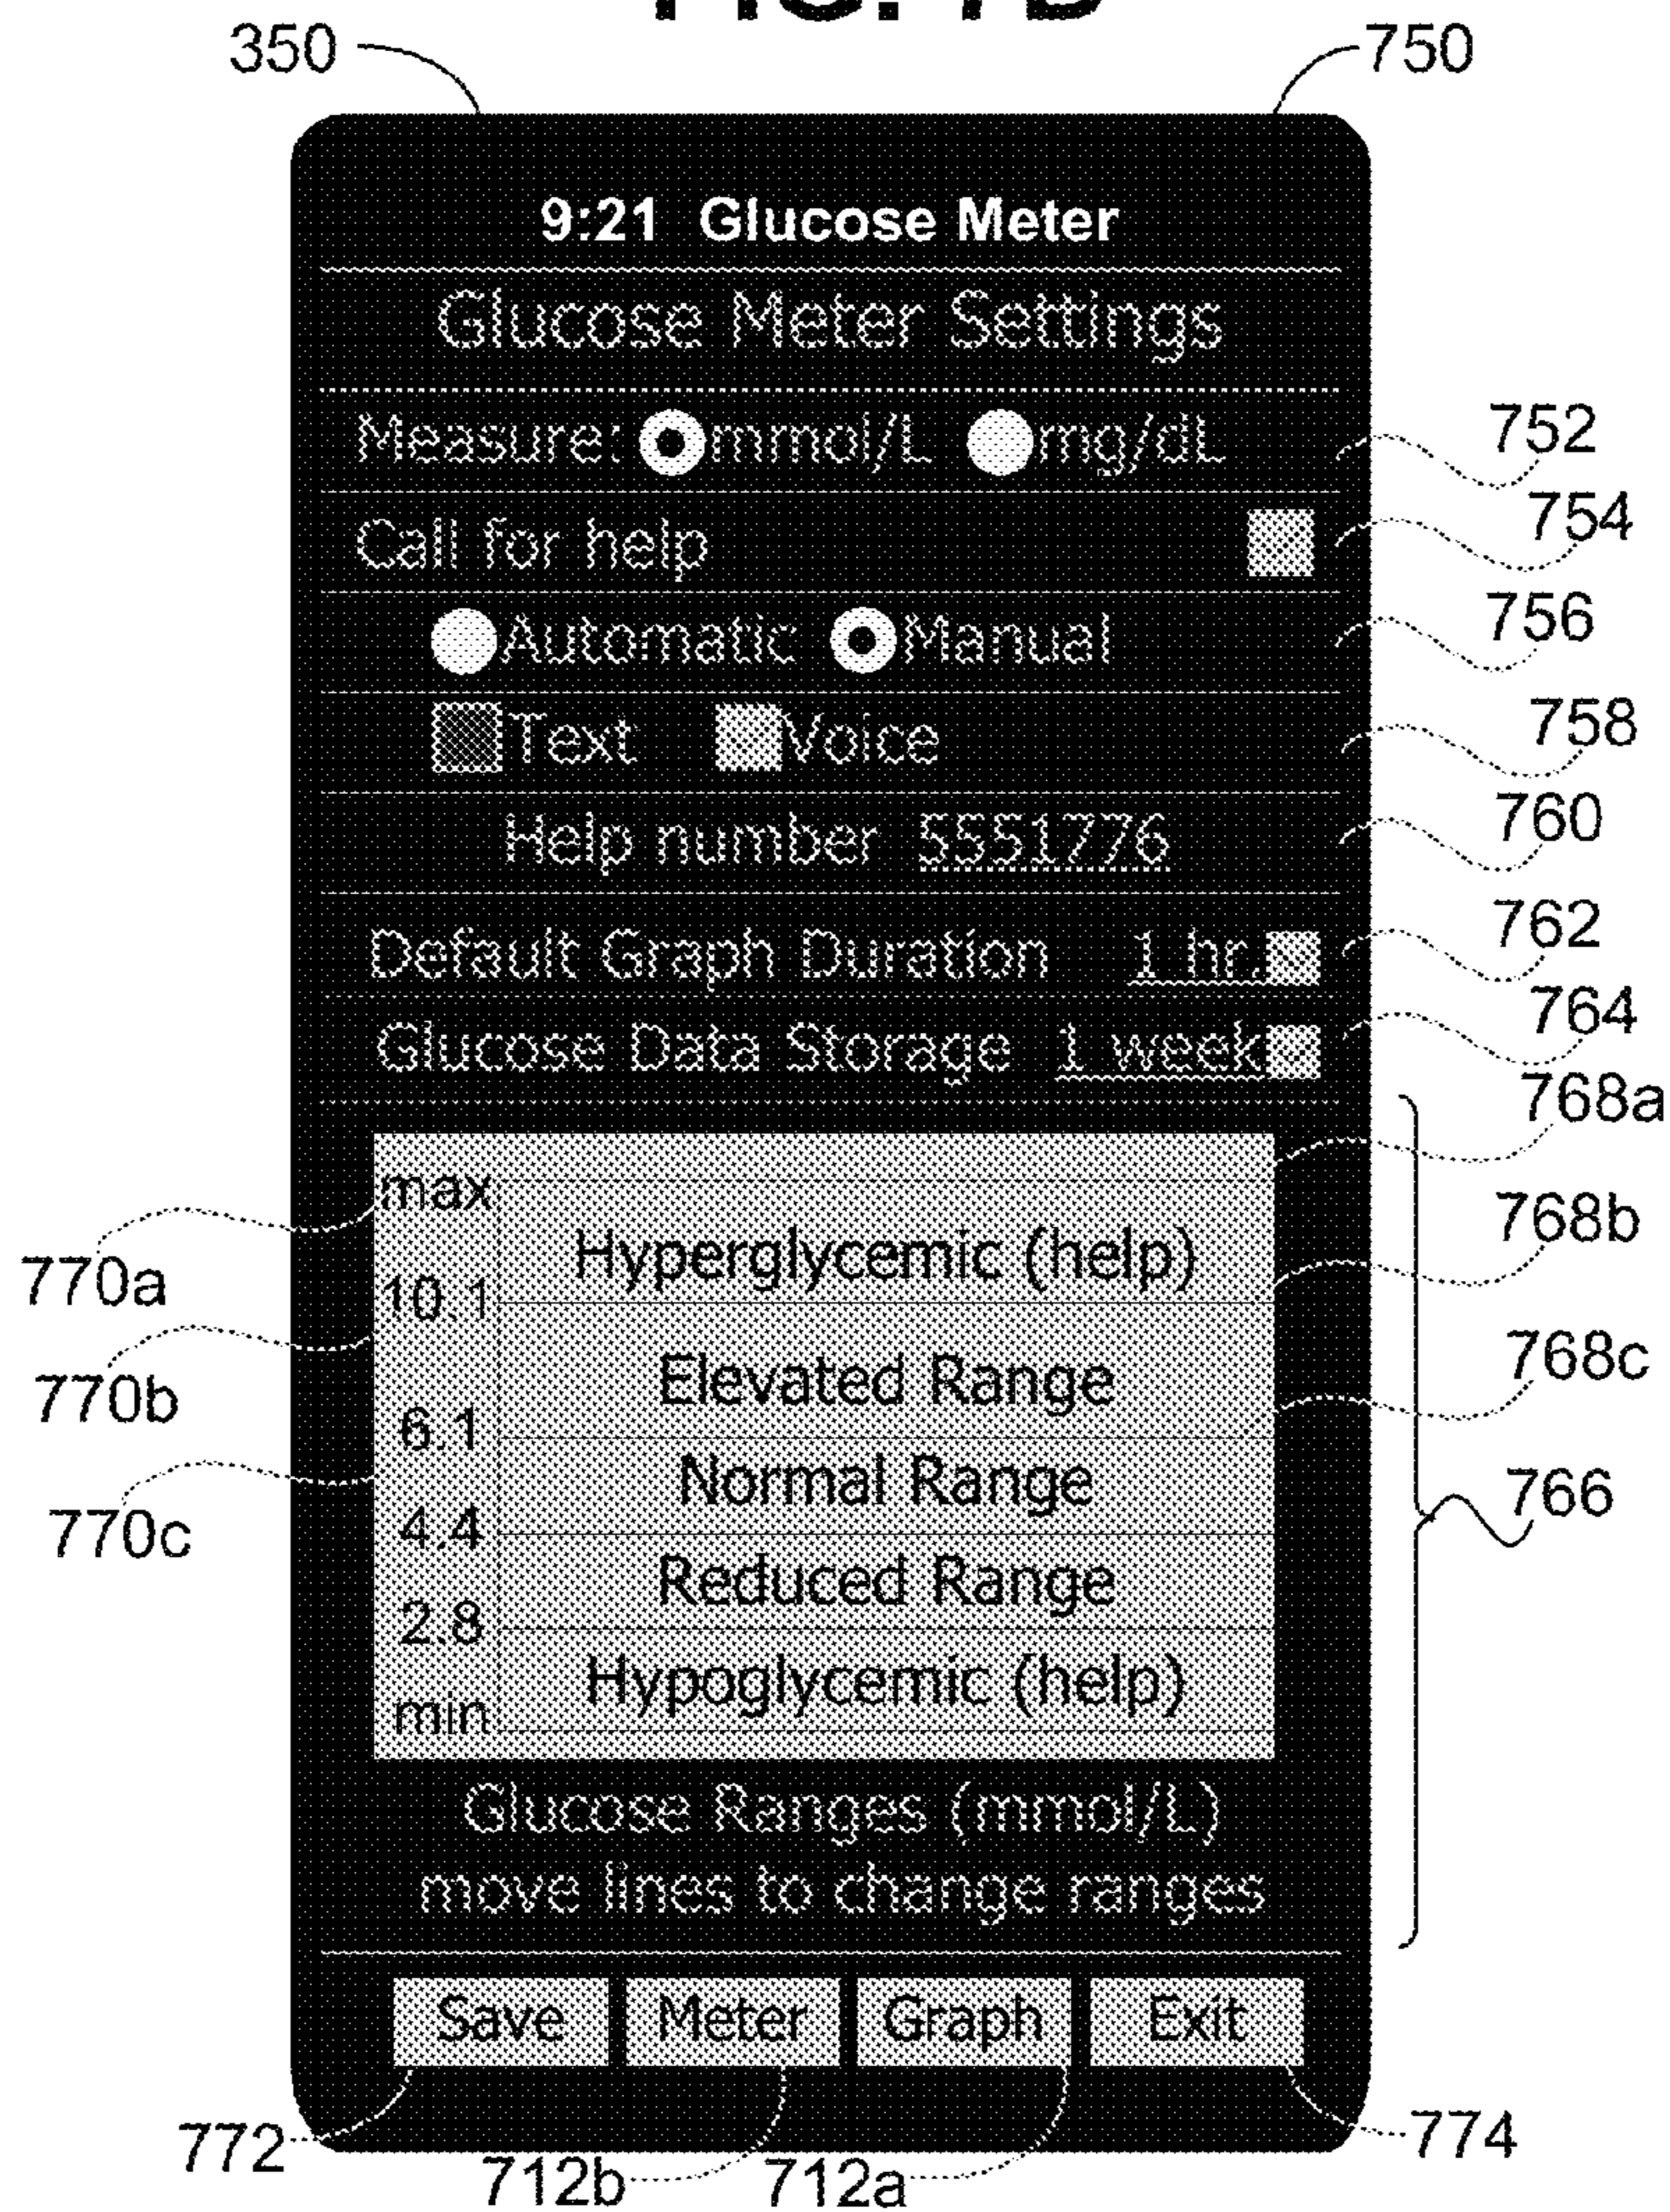 FIG. 7B
350
750
9:21 Glucose Meter
Glucose Meter Settings
Measure: mmol/L mg/dL
752
Call for help
754
Automatic Manual
756
Text Voice
758
Help number 5551776
760
Default Graph Duration 1 hr.
762
Glucose Data Storage 1 week
764
768a
max
770a
Hyperglycemic (help)
768b
10.1
770b
Elevated Range
768c
6.1
770c
Normal Range
766
4.4
Reduced Range
2.8
Hypoglycemic (help)
min
Glucose Ranges (mmol/L)
move lines to change ranges
Save Meter Graph Exit
772
712b
712a
774